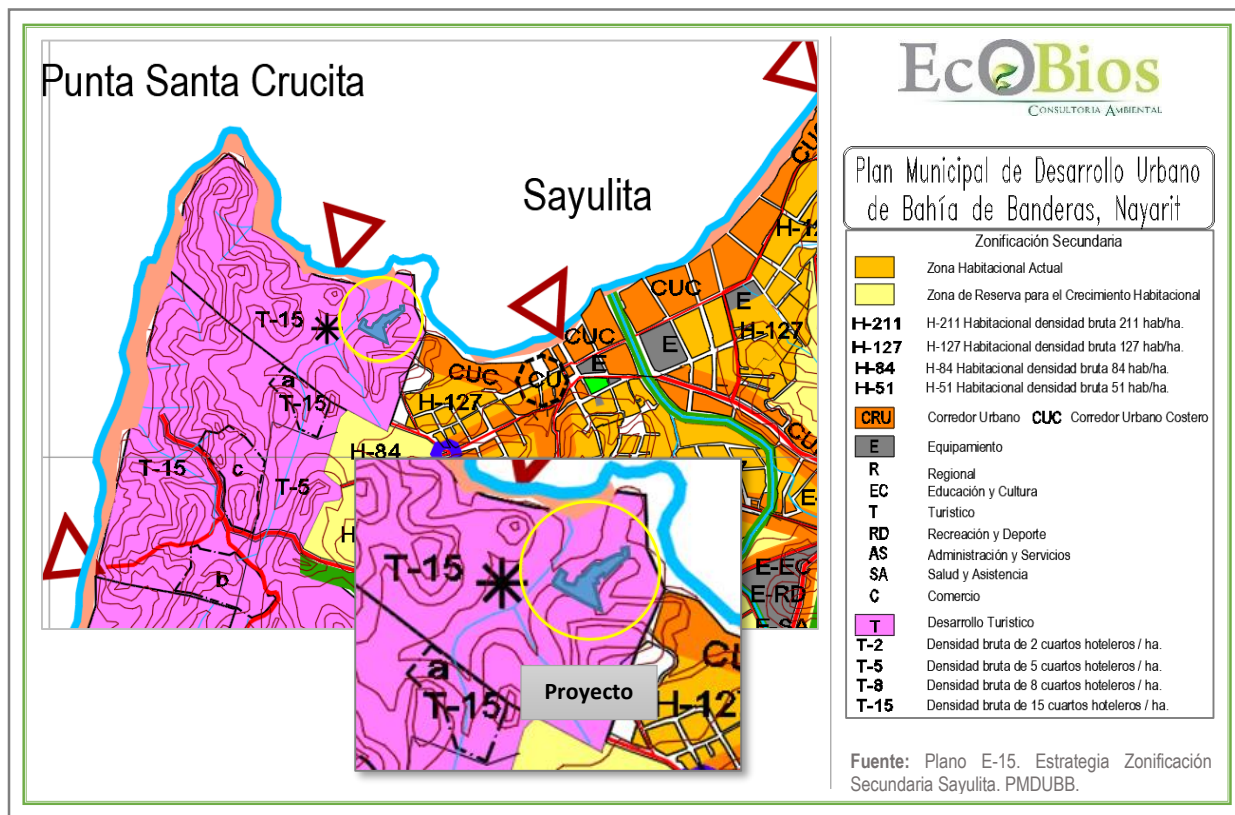 Punta Santa Crucita
Sayulita
T-15
a
T-15
T-15
c
T-5
b
H-84
H-127
CUC
CUC
CU
E
CUC
E
E
H-127
E-EC
E-RD
T-15
a
T-15
H-127
Proyecto
EcOBios
CONSULTORIA AMBIENTAL
Plan Municipal de Desarrollo Urbano
de Bahía de Banderas, Nayarit
Zonificación Secundaria
Zona Habitacional Actual
Zona de Reserva para el Crecimiento Habitacional
H-211 H-211 Habitacional densidad bruta 211 hab/ha.
H-127 H-127 Habitacional densidad bruta 127 hab/ha.
H-84 H-84 Habitacional densidad bruta 84 hab/ha.
H-51 H-51 Habitacional densidad bruta 51 hab/ha.
CRU Corredor Urbano CUC Corredor Urbano Costero
E Equipamiento
R Regional
EC Educación y Cultura
T Turistico
RD Recreación y Deporte
AS Administración y Servicios
SA Salud y Asistencia
C Comercio
T Desarrollo Turistico
T-2 Densidad bruta de 2 cuartos hoteleros / ha.
T-5 Densidad bruta de 5 cuartos hoteleros / ha.
T-8 Densidad bruta de 8 cuartos hoteleros / ha.
T-15 Densidad bruta de 15 cuartos hoteleros / ha.
Fuente: Plano E-15. Estrategia Zonificación
Secundaria Sayulita. PMDUBB.